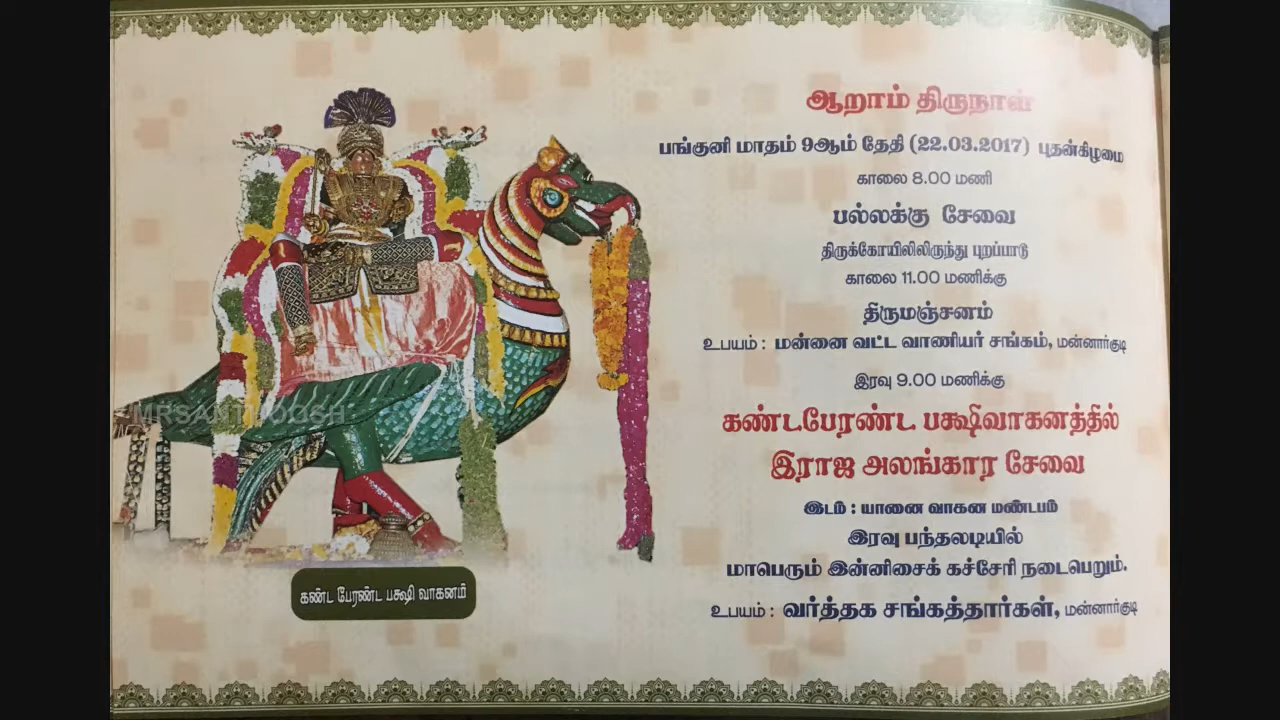 ஆறாம் திருநாள்
பங்குனி மாதம் 9ஆம் தேதி (22.03.2017) புதன்கிழமை
காலை 8.00 மணி
பல்லக்கு சேவை
திருக்கோயிலிலிருந்து புறப்பாடு
காலை 11.00 மணிக்கு
திருமஞ்சனம்
உபயம் : மன்னை வட்ட வாணியர் சங்கம், மன்னார்குடி
இரவு 9.00 மணிக்கு
கண்டபேரண்ட பக்ஷிவாகனத்தில்
இராஜ அலங்கார சேவை
இடம் : யானை வாகன மண்டபம்
இரவு பந்தலடியில்
மாபெரும் இன்னிசைக் கச்சேரி நடைபெறும்.
உபயம் : வர்த்தக சங்கத்தார்கள், மன்னார்குடி
கண்ட பேரண்ட பக்ஷி வாகனம்
MRSANTHOOSH